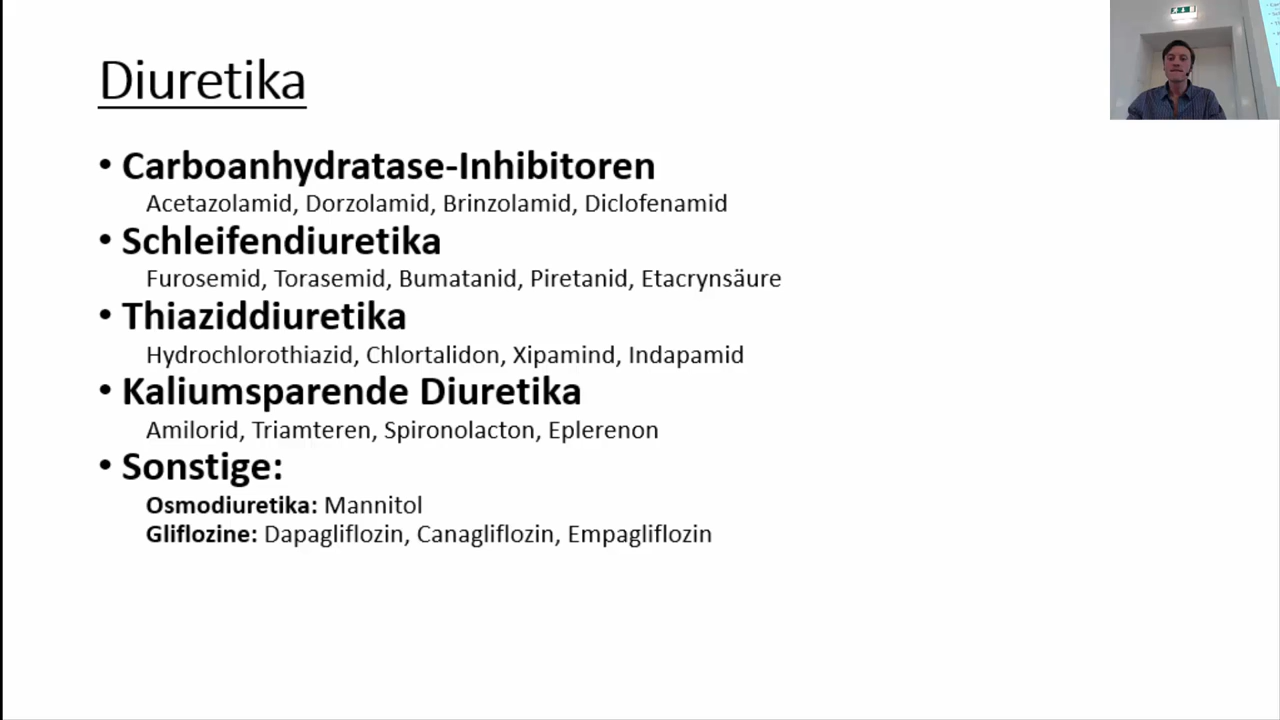 Diuretika
• Carboanhydratase-Inhibitoren
Acetazolamid, Dorzolamid, Brinzolamid, Diclofenamid
• Schleifendiuretika
Furosemid, Torasemid, Bumatanid, Piretanid, Etacrynsäure
• Thiaziddiuretika
Hydrochlorothiazid, Chlortalidon, Xipamind, Indapamid
• Kaliumsparende Diuretika
Amilorid, Triamteren, Spironolacton, Eplerenon
• Sonstige:
Osmodiuretika: Mannitol
Gliflozine: Dapagliflozin, Canagliflozin, Empagliflozin